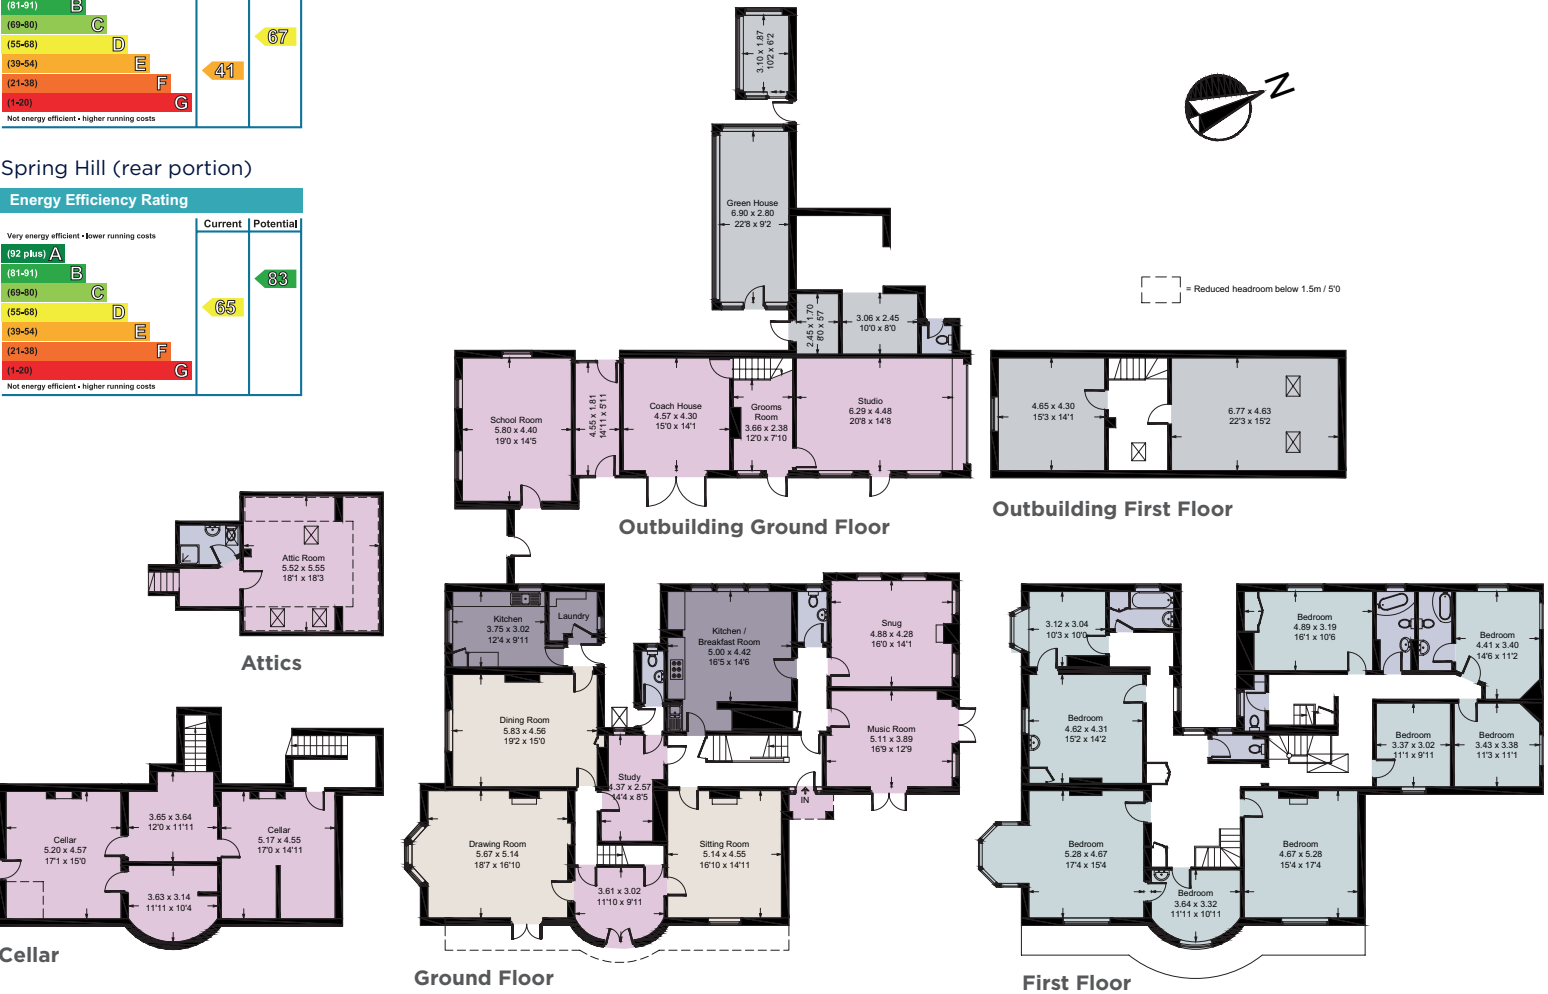 (81-91) B
(69-80) C
(55-68) D
(39-54) E
(21-38) F
(1-20) G
41
67
Not energy efficient • higher running costs
Spring Hill (rear portion)
Energy Efficiency Rating
Current Potential
Very energy efficient • lower running costs
(92 plus) A
(81-91) B
(69-80) C
(55-68) D
(39-54) E
(21-38) F
(1-20) G
65
83
Not energy efficient • higher running costs
3.10 x 1.87
10'2 x 6'2
N
Green House
6.90 x 2.80
22'8 x 9'2
= Reduced headroom below 1.5m / 5'0
2.45 x 1.70
8'0 x 5'7
3.06 x 2.45
10'0 x 8'0
School Room
5.80 x 4.40
19'0 x 14'5
4.55 x 1.81
14'11 x 5'11
Coach House
4.57 x 4.30
15'0 x 14'1
Grooms
Room
3.66 x 2.38
12'0 x 7'10
Studio
6.29 x 4.48
20'8 x 14'8
Outbuilding Ground Floor
4.65 x 4.30
15'3 x 14'1
6.77 x 4.63
22'3 x 15'2
Outbuilding First Floor
Attic Room
5.52 x 5.55
18'1 x 18'3
Attics
Cellar
5.20 x 4.57
17'1 x 15'0
3.65 x 3.64
12'0 x 11'11
Cellar
5.17 x 4.55
17'0 x 14'11
3.63 x 3.14
11'11 x 10'4
Cellar
Kitchen
3.75 x 3.02
12'4 x 9'11
Laundry
Kitchen /
Breakfast Room
5.00 x 4.42
16'5 x 14'6
Snug
4.88 x 4.28
16'0 x 14'1
Dining Room
5.83 x 4.56
19'2 x 15'0
Music Room
5.11 x 3.89
16'9 x 12'9
Study
4.37 x 2.57
14'4 x 8'5
IN
Drawing Room
5.67 x 5.14
18'7 x 16'10
Sitting Room
5.14 x 4.55
16'10 x 14'11
3.61 x 3.02
11'10 x 9'11
Ground Floor
3.12 x 3.04
10'3 x 10'0
Bedroom
4.89 x 3.19
16'1 x 10'6
Bedroom
4.41 x 3.40
14'6 x 11'2
Bedroom
4.62 x 4.31
15'2 x 14'2
Bedroom
3.37 x 3.02
11'1 x 9'11
Bedroom
3.43 x 3.38
11'3 x 11'1
Bedroom
5.28 x 4.67
17'4 x 15'4
Bedroom
4.67 x 5.28
15'4 x 17'4
Bedroom
3.64 x 3.32
11'11 x 10'11
First Floor